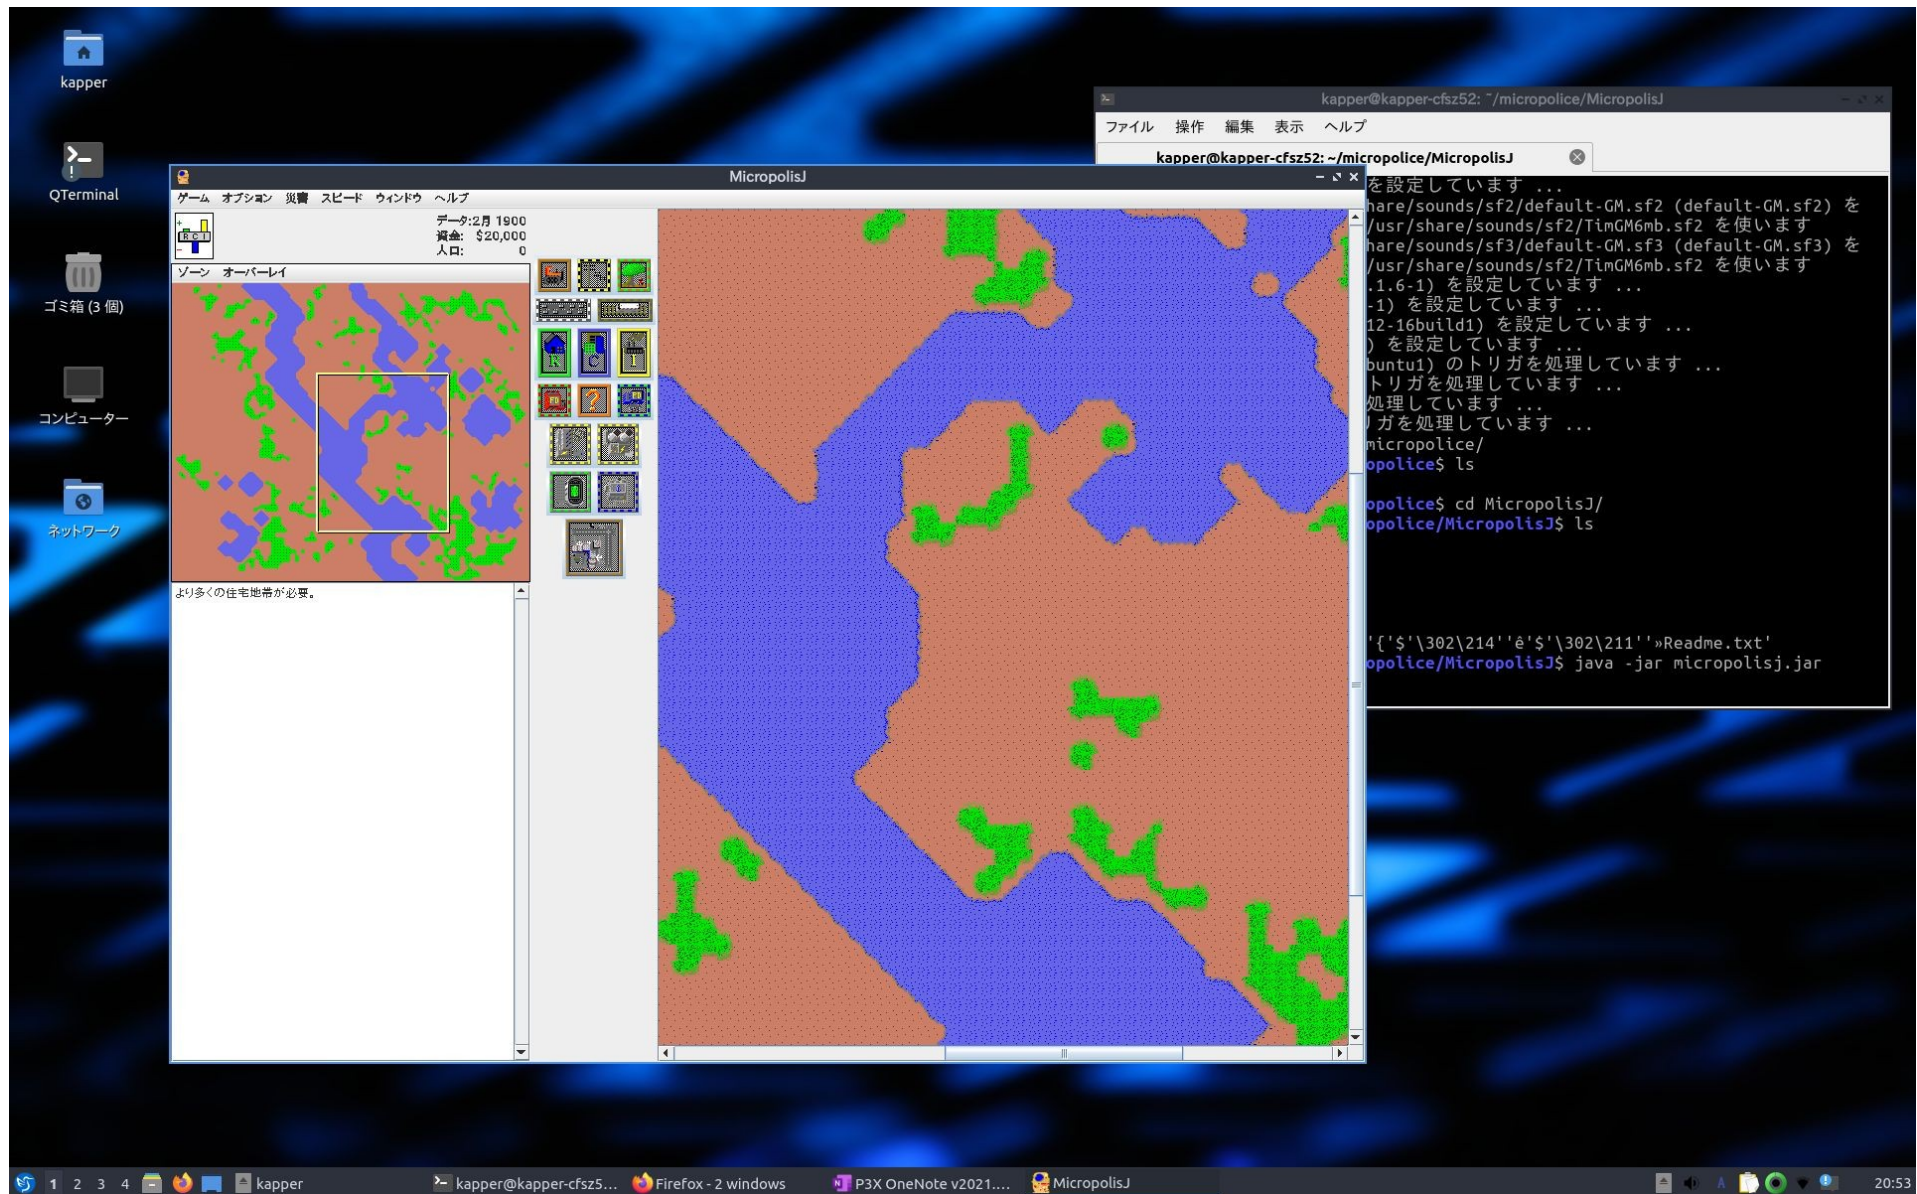 kapper
QTerminal
ゴミ箱 (3 個)
コンピューター
ネットワーク
kapper@kapper-cfsz52: ~/micropolice/MicropolisJ
ファイル 操作 編集 表示 ヘルプ
kapper@kapper-cfsz52: ~/micropolice/MicropolisJ
を設定しています ...
hare/sounds/sf2/default-GM.sf2 (default-GM.sf2) を
/usr/share/sounds/sf2/TimGM6mb.sf2 を使います
hare/sounds/sf3/default-GM.sf3 (default-GM.sf3) を
/usr/share/sounds/sf2/TimGM6mb.sf2 を使います
.1.6-1) を設定しています ...
-1) を設定しています ...
12-16build1) を設定しています ...
) を設定しています ...
buntu1) のトリガを処理しています ...
トリガを処理しています ...
処理しています ...
ガを処理しています ...
micropolice/
opolice$ ls
opolice$ cd MicropolisJ/
opolice/MicropolisJ$ ls
'{'$'\302\214''ê'$'\302\211''»Readme.txt'
opolice/MicropolisJ$ java -jar micropolisj.jar
MicropolisJ
ゲーム オプション 災害 スピード ウィンドウ ヘルプ
R C I
データ:2月 1900
資金: $20,000
人口: 0
ゾーン オーバーレイ
R C I
?
より多くの住宅地帯が必要。
1 2 3 4 kapper kapper@kapper-cfsz5... Firefox - 2 windows P3X OneNote v2021.... MicropolisJ A 20:53